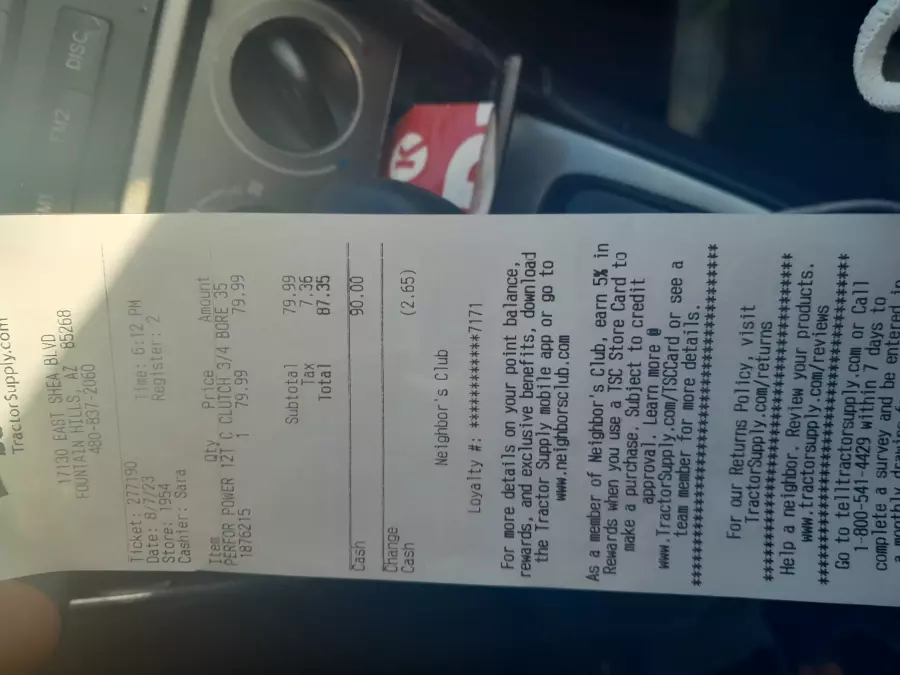 TractorSupply.com
17130 EAST SHEA BLVD
FOUNTAIN HILLS, AZ 85268
480-837-2060
Ticket: 277190
Date: 8/7/23 Time: 6:12 PM
Store: 1954 Register: 2
Cashier: Sara
Item Qty Price Amount
PERFOR POWER 12T C CLUTCH 3/4 BORE 35
1876215 1 79.99 79.99
Subtotal 79.99
Tax 7.36
Total 87.35
Cash 90.00
Change
Cash (2.65)
Neighbor's Club
Loyalty #: ************7171
For more details on your point balance,
rewards, and exclusive benefits, download
the Tractor Supply mobile app or go to
www.neighborsclub.com
As a member of Neighbor's Club, earn 5% in
Rewards when you use a TSC Store Card to
make a purchase. Subject to credit
approval. Learn more @
www.TractorSupply.com/TSCCard or see a
team member for more details.
******************************************
For our Returns Policy, visit
TractorSupply.com/returns
******************************************
Help a neighbor. Review your products.
www.tractorsupply.com/reviews
******************************************
Go to telltractorsupply.com or Call
1-800-541-4429 within 7 days to
complete a survey and be entered in
DISC
FM2
K